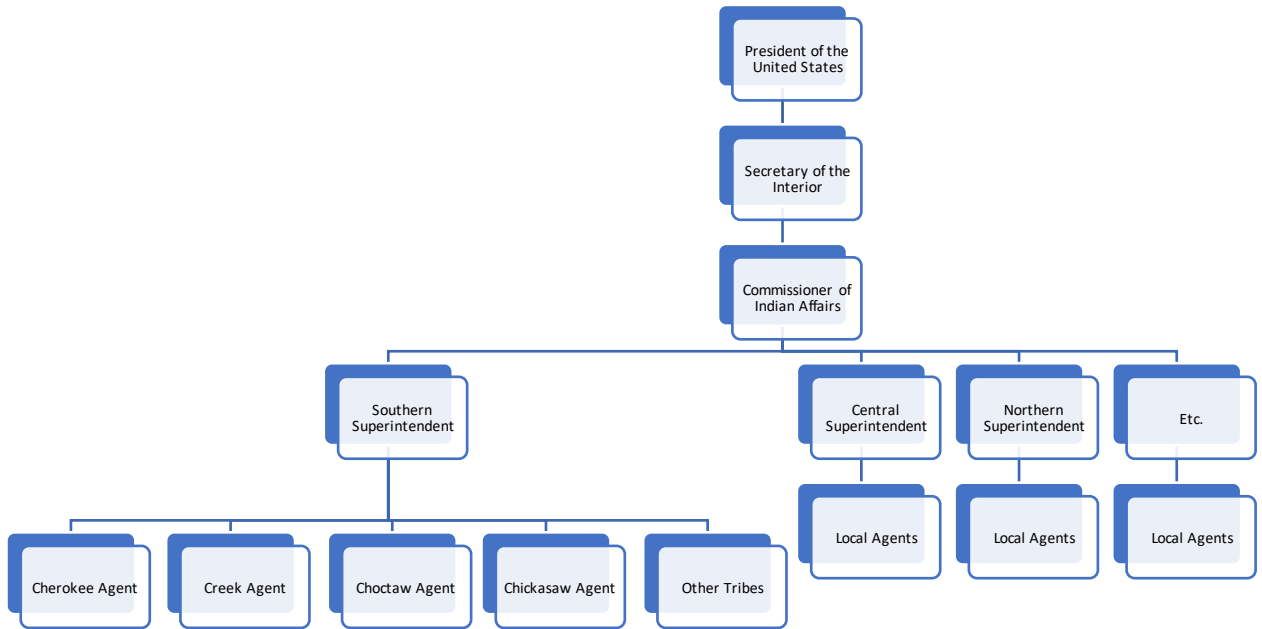 President of the
United States
Secretary of the
Interior
Commissioner of
Indian Affairs
Southern
Superintendent
Central
Superintendent
Northern
Superintendent
Etc.
Cherokee Agent
Creek Agent
Choctaw Agent
Chickasaw Agent
Other Tribes
Local Agents
Local Agents
Local Agents